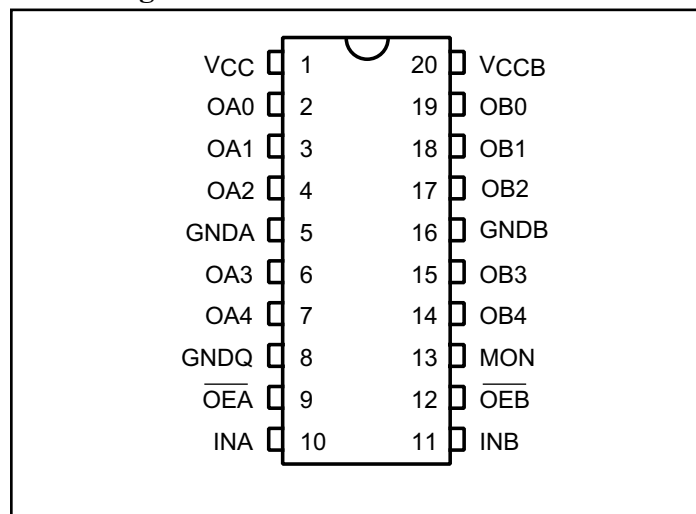 VCC 1 20 VCCB
OA0 2 19 OB0
OA1 3 18 OB1
OA2 4 17 OB2
GNDA 5 16 GNDB
OA3 6 15 OB3
OA4 7 14 OB4
GNDQ 8 13 MON
O̅E̅A̅ 9 12 O̅E̅B̅
INA 10 11 INB